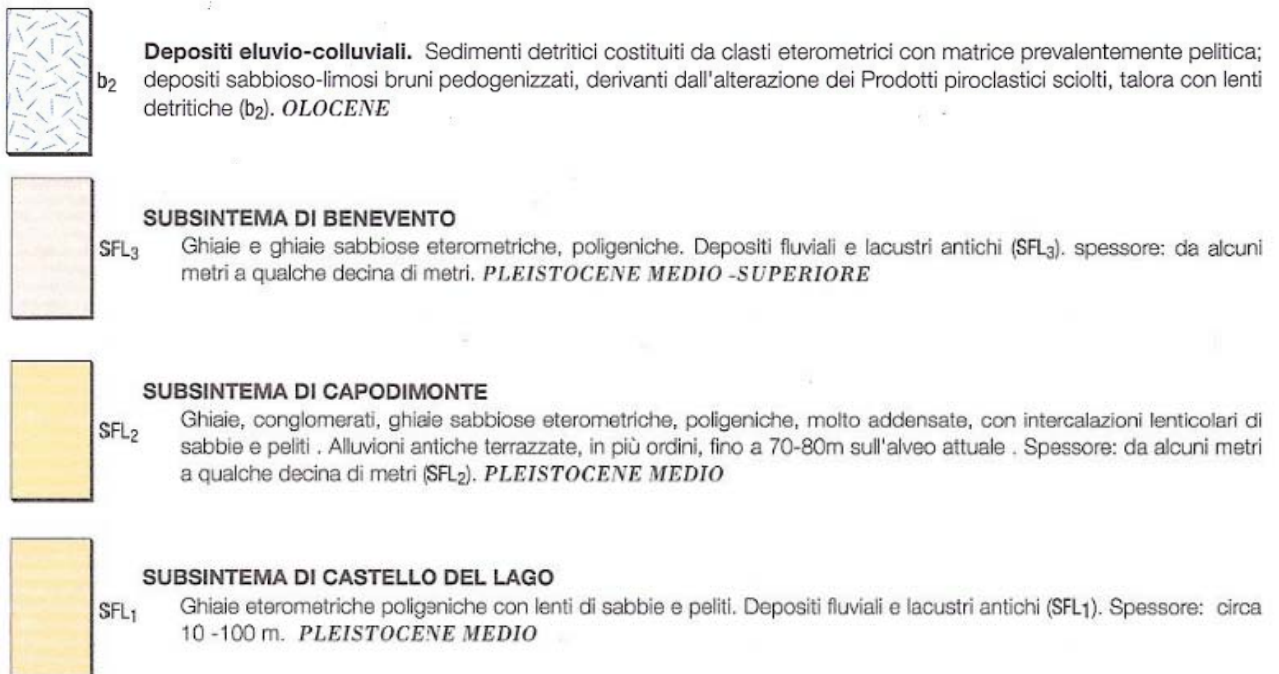 Depositi eluvio-colluviali. Sedimenti detritici costituiti da clasti eterometrici con matrice prevalentemente pelitica;
b2 depositi sabbioso-limosi bruni pedogenizzati, derivanti dall'alterazione dei Prodotti piroclastici sciolti, talora con lenti
detritiche (b2). OLOCENE
SUBSINTEMA DI BENEVENTO
SFL3 Ghiaie e ghiaie sabbiose eterometriche, poligeniche. Depositi fluviali e lacustri antichi (SFL3). spessore: da alcuni
metri a qualche decina di metri. PLEISTOCENE MEDIO -SUPERIORE
SUBSINTEMA DI CAPODIMONTE
SFL2 Ghiaie, conglomerati, ghiaie sabbiose eterometriche, poligeniche, molto addensate, con intercalazioni lenticolari di
sabbie e peliti . Alluvioni antiche terrazzate, in più ordini, fino a 70-80m sull'alveo attuale . Spessore: da alcuni metri
a qualche decina di metri (SFL2). PLEISTOCENE MEDIO
SUBSINTEMA DI CASTELLO DEL LAGO
SFL1 Ghiaie eterometriche poligeniche con lenti di sabbie e peliti. Depositi fluviali e lacustri antichi (SFL1). Spessore: circa
10 -100 m. PLEISTOCENE MEDIO